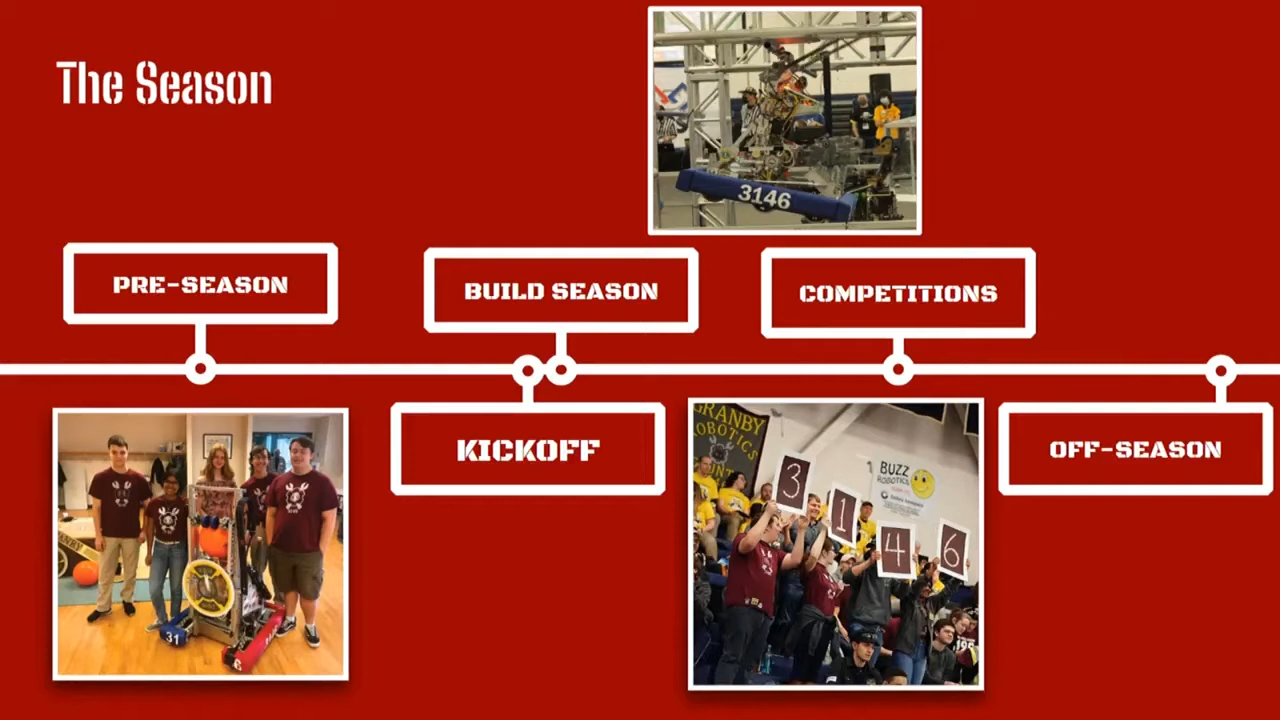 The Season
3146
PRE-SEASON
BUILD SEASON
COMPETITIONS
KICKOFF
OFF-SEASON
GRANBY
ROBOTICS
BUZZ
ROBOTICS
3
1
4
6
31